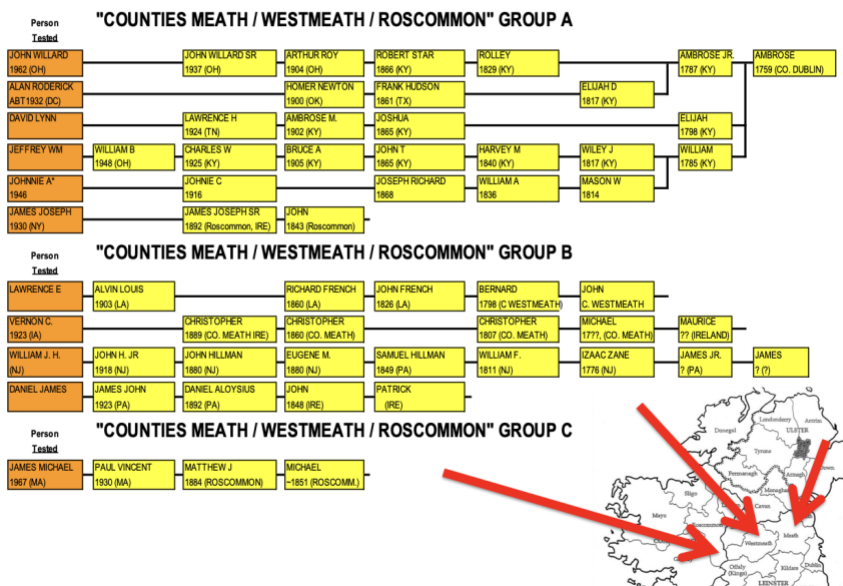 "COUNTIES MEATH / WESTMEATH / ROSCOMMON" GROUP A
Person
Tested
JOHN WILLARD
1962 (OH)
JOHN WILLARD SR
1937 (OH)
ARTHUR ROY
1904 (OH)
ROBERT STAR
1866 (KY)
ROLLEY
1829 (KY)
AMBROSE JR.
1787 (KY)
AMBROSE
1759 (CO. DUBLIN)
ALAN RODERICK
ABT1932 (DC)
HOMER NEWTON
1900 (OK)
FRANK HUDSON
1861 (TX)
ELIJAH D
1817 (KY)
DAVID LYNN
LAWRENCE H
1924 (TN)
AMBROSE M.
1902 (KY)
JOSHUA
1865 (KY)
ELIJAH
1798 (KY)
JEFFREY WM
WILLIAM B
1948 (OH)
CHARLES W
1925 (KY)
BRUCE A
1905 (KY)
JOHN T
1865 (KY)
HARVEY M
1840 (KY)
WILEY J
1817 (KY)
WILLIAM
1785 (KY)
JOHNNIE A*
1946
JOHNIE C
1916
JOSEPH RICHARD
1868
WILLIAM A
1836
MASON W
1814
JAMES JOSEPH
1930 (NY)
JAMES JOSEPH SR
1892 (Roscommon, IRE)
JOHN
1843 (Roscommon)
"COUNTIES MEATH / WESTMEATH / ROSCOMMON" GROUP B
Person
Tested
LAWRENCE E
ALVIN LOUIS
1903 (LA)
RICHARD FRENCH
1860 (LA)
JOHN FRENCH
1826 (LA)
BERNARD
1798 (C WESTMEATH)
JOHN
C. WESTMEATH
VERNON C.
1923 (IA)
CHRISTOPHER
1889 (CO. MEATH IRE)
CHRISTOPHER
1860 (CO. MEATH)
CHRISTOPHER
1807 (CO. MEATH)
MICHAEL
17??, (CO. MEATH)
MAURICE
?? (IRELAND)
WILLIAM J. H.
(NJ)
JOHN H. JR
1918 (NJ)
JOHN HILLMAN
1880 (NJ)
EUGENE M.
1880 (NJ)
SAMUEL HILLMAN
1849 (PA)
WILLIAM F.
1811 (NJ)
IZAAC ZANE
1776 (NJ)
JAMES JR.
? (PA)
JAMES
? (?)
DANIEL JAMES
JAMES JOHN
1923 (PA)
DANIEL ALOYSIUS
1892 (PA)
JOHN
1848 (IRE)
PATRICK
(IRE)
"COUNTIES MEATH / WESTMEATH / ROSCOMMON" GROUP C
Person
Tested
JAMES MICHAEL
1967 (MA)
PAUL VINCENT
1930 (MA)
MATTHEW J
1884 (ROSCOMMON)
MICHAEL
~1851 (ROSCOMM.)
Londonderry
Antrim
Donegal
ULSTER
Tyrone
Fermanagh
Armagh
Down
Monaghan
Sligo
Cavan
Mayo
Roscommon
Westmeath
Meath
Offaly
(Kings)
Kildare
Dublin
LEINSTER